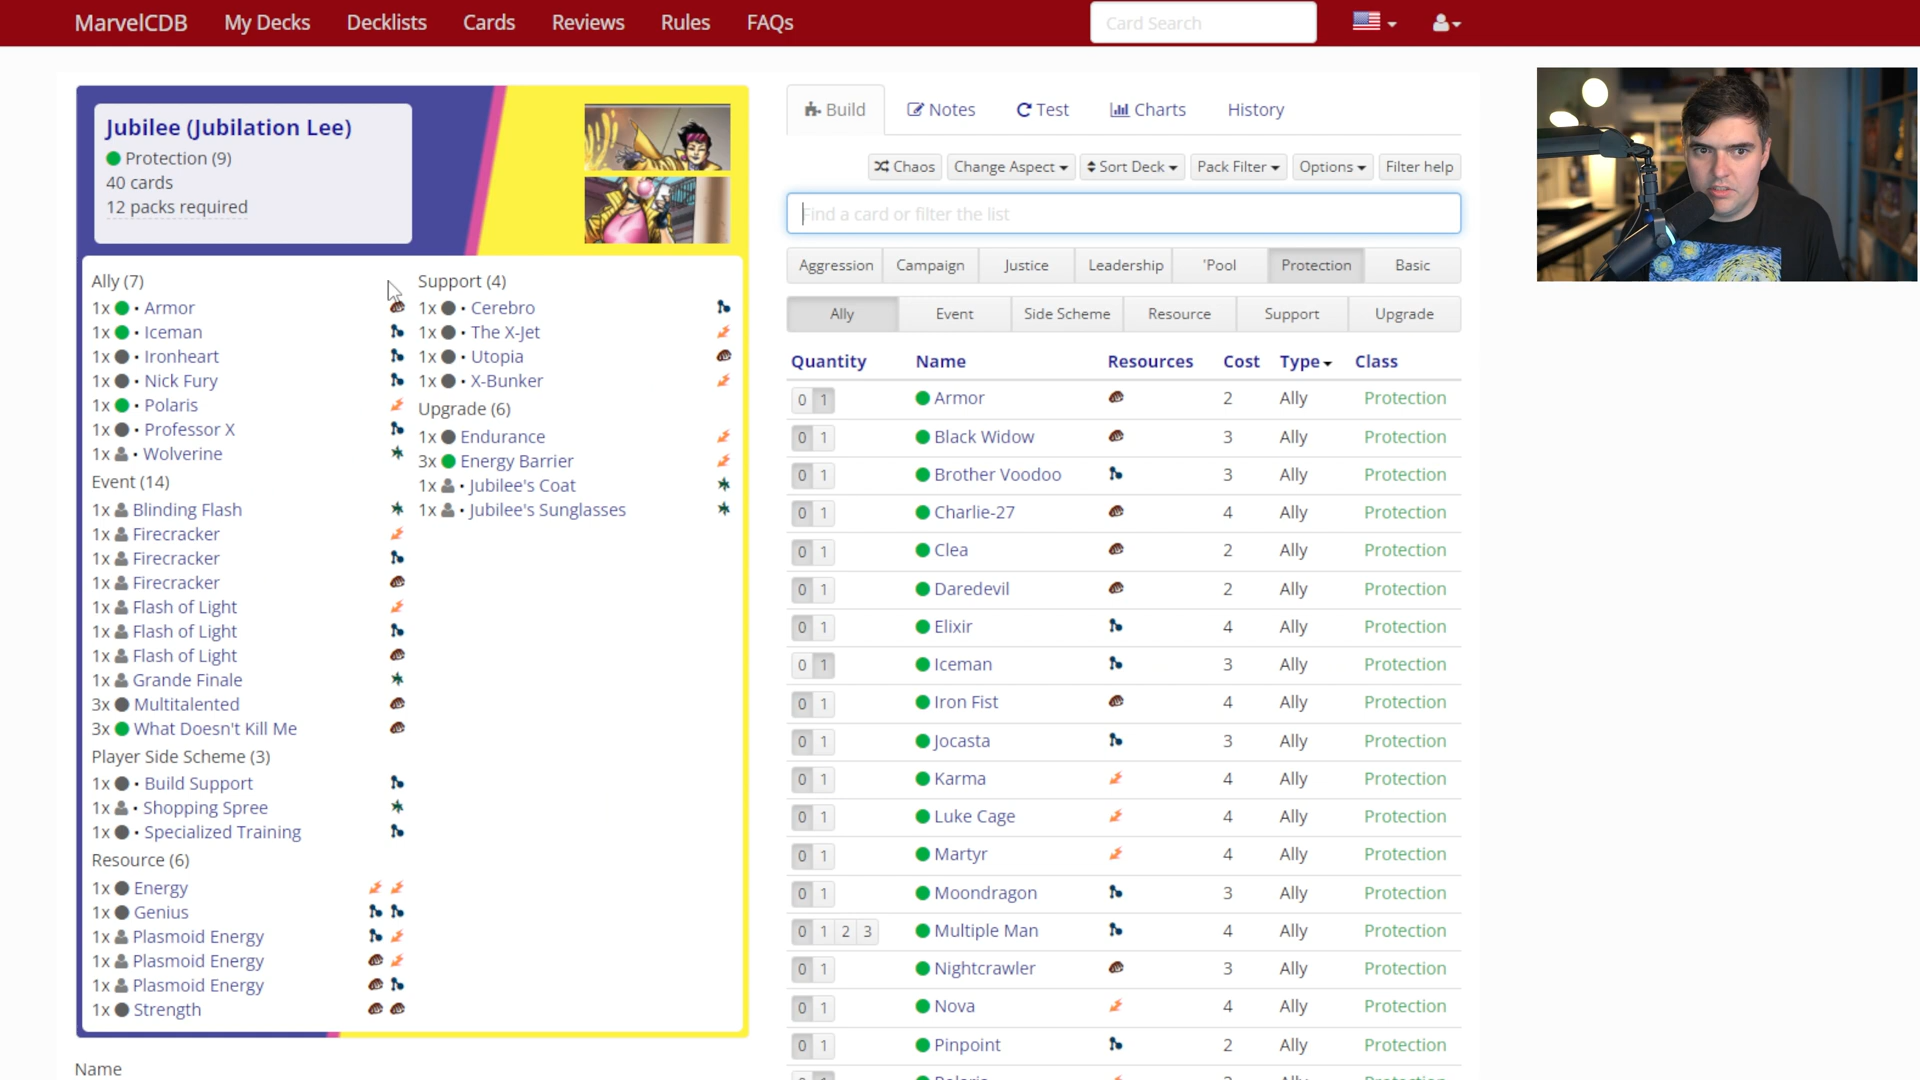 MarvelCDB My Decks Decklists Cards Reviews Rules FAQs Card Search
Jubilee (Jubilation Lee)
Protection (9)
40 cards
12 packs required
Ally (7)
1x • Armor
1x • Iceman
1x • Ironheart
1x • Nick Fury
1x • Polaris
1x • Professor X
1x • Wolverine
Event (14)
1x Blinding Flash
1x Firecracker
1x Firecracker
1x Firecracker
1x Flash of Light
1x Flash of Light
1x Flash of Light
1x Grande Finale
3x Multitalented
3x What Doesn't Kill Me
Player Side Scheme (3)
1x • Build Support
1x • Shopping Spree
1x • Specialized Training
Resource (6)
1x Energy
1x Genius
1x Plasmoid Energy
1x Plasmoid Energy
1x Plasmoid Energy
1x Strength
Support (4)
1x • Cerebro
1x • The X-Jet
1x • Utopia
1x • X-Bunker
Upgrade (6)
1x Endurance
3x Energy Barrier
1x • Jubilee's Coat
1x • Jubilee's Sunglasses
Name
Build Notes Test Charts History
Chaos Change Aspect Sort Deck Pack Filter Options Filter help
Find a card or filter the list
Aggression Campaign Justice Leadership 'Pool Protection Basic
Ally Event Side Scheme Resource Support Upgrade
Quantity Name Resources Cost Type Class
0 1 Armor 2 Ally Protection
0 1 Black Widow 3 Ally Protection
0 1 Brother Voodoo 3 Ally Protection
0 1 Charlie-27 4 Ally Protection
0 1 Clea 2 Ally Protection
0 1 Daredevil 2 Ally Protection
0 1 Elixir 4 Ally Protection
0 1 Iceman 3 Ally Protection
0 1 Iron Fist 4 Ally Protection
0 1 Jocasta 3 Ally Protection
0 1 Karma 4 Ally Protection
0 1 Luke Cage 4 Ally Protection
0 1 Martyr 4 Ally Protection
0 1 Moondragon 3 Ally Protection
0 1 2 3 Multiple Man 4 Ally Protection
0 1 Nightcrawler 3 Ally Protection
0 1 Nova 4 Ally Protection
0 1 Pinpoint 2 Ally Protection